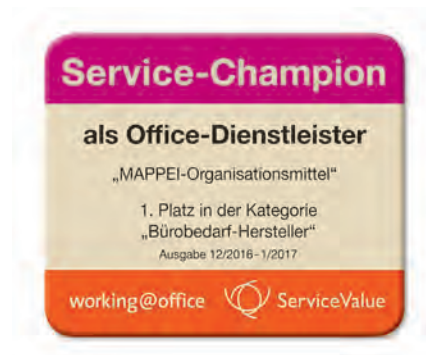 Service-Champion
als Office-Dienstleister
„MAPPEI-Organisationsmittel“
1. Platz in der Kategorie
„Bürobedarf-Hersteller“
Ausgabe 12/2016-1/2017
working@office ServiceValue